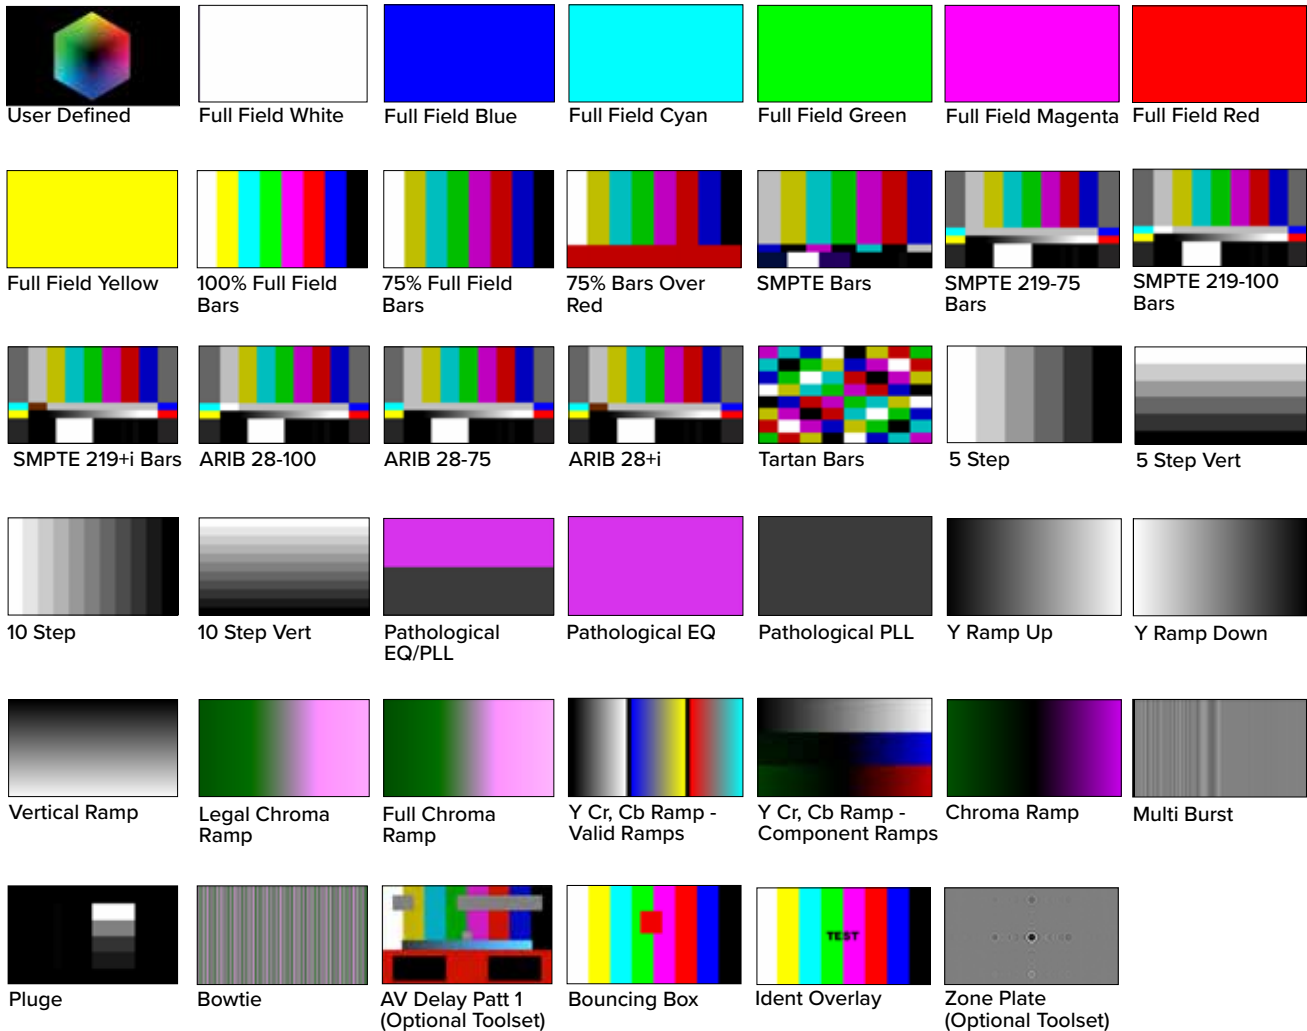 User Defined
Full Field White
Full Field Blue
Full Field Cyan
Full Field Green
Full Field Magenta
Full Field Red
Full Field Yellow
100% Full Field
Bars
75% Full Field
Bars
75% Bars Over
Red
SMPTE Bars
SMPTE 219-75
Bars
SMPTE 219-100
Bars
SMPTE 219+i Bars
ARIB 28-100
ARIB 28-75
ARIB 28+i
Tartan Bars
5 Step
5 Step Vert
10 Step
10 Step Vert
Pathological
EQ/PLL
Pathological EQ
Pathological PLL
Y Ramp Up
Y Ramp Down
Vertical Ramp
Legal Chroma
Ramp
Full Chroma
Ramp
Y Cr, Cb Ramp -
Valid Ramps
Y Cr, Cb Ramp -
Component Ramps
Chroma Ramp
Multi Burst
Pluge
Bowtie
AV Delay Patt 1
(Optional Toolset)
Bouncing Box
TEST
Ident Overlay
Zone Plate
(Optional Toolset)